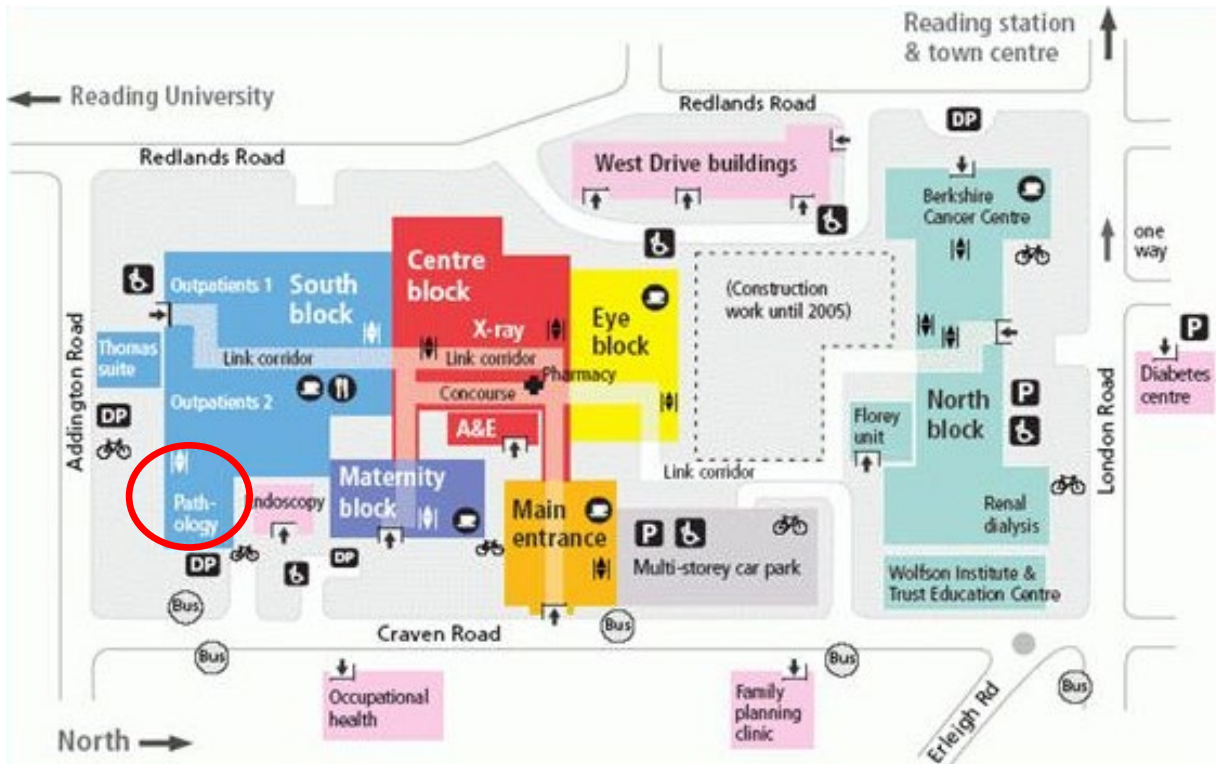 Reading station
& town centre
Reading University
Redlands Road
DP
Redlands Road
West Drive buildings
Berkshire
Cancer Centre
one
way
Centre
block
Outpatients 1
South
block
(Construction
work until 2005)
Eye
block
X-ray
P
Thomas
suite
Link corridor
Link corridor
Pharmacy
Diabetes
centre
Addington Road
London Road
Outpatients 2
Concourse
North
block
P
DP
A&E
Florey
unit
Maternity
block
Link corridor
Path-
ology
Endoscopy
Main
entrance
Renal
dialysis
P
DP
DP
Multi-storey car park
Wolfson Institute &
Trust Education Centre
Bus
Bus
Craven Road
Bus
Bus
Bus
Occupational
health
Family
planning
clinic
Erleigh Rd
North